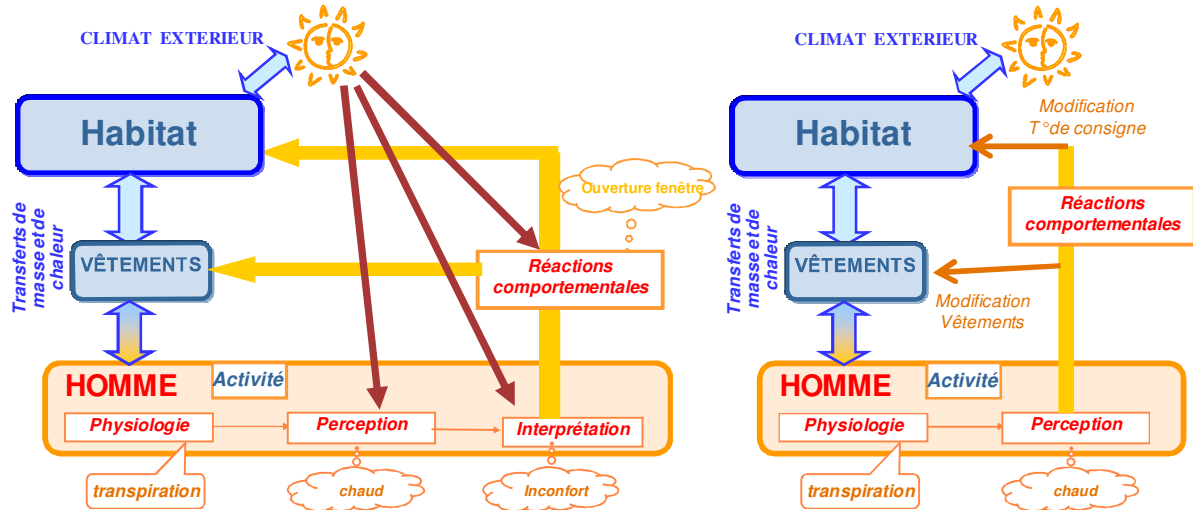 CLIMAT EXTERIEUR
Habitat
Ouverture fenêtre
Transferts de
masse et de
chaleur
VÊTEMENTS
Réactions
comportementales
HOMME
Activité
Physiologie
Perception
Interprétation
transpiration
chaud
Inconfort
CLIMAT EXTERIEUR
Modification
T° de consigne
Habitat
Réactions
comportementales
Transferts de
masse et de
chaleur
VÊTEMENTS
Modification
Vêtements
HOMME
Activité
Physiologie
Perception
transpiration
chaud